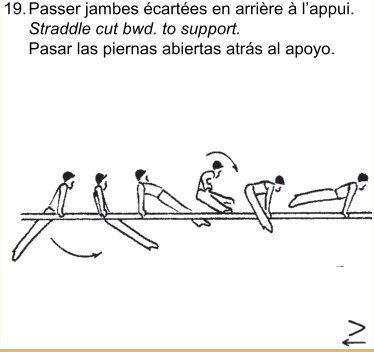 19. Passer jambes écartées en arrière à l'appui.
Straddle cut bwd. to support.
Pasar las piernas abiertas atrás al apoyo.